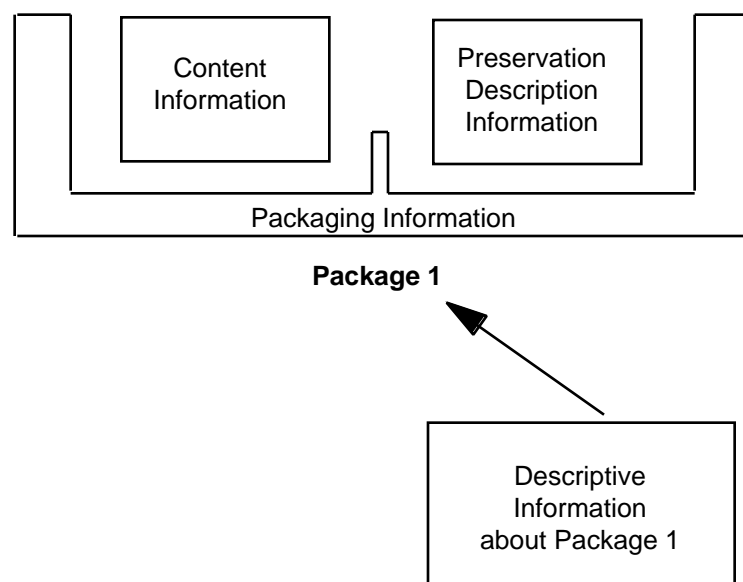 Content
Information
Preservation
Description
Information
Packaging Information
Package 1
Descriptive
Information
about Package 1